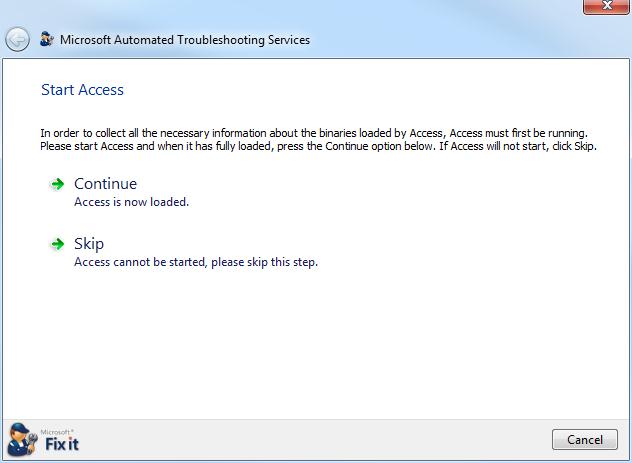 Microsoft Automated Troubleshooting Services
Start Access
In order to collect all the necessary information about the binaries loaded by Access, Access must first be running.
Please start Access and when it has fully loaded, press the Continue option below. If Access will not start, click Skip.
Continue
Access is now loaded.
Skip
Access cannot be started, please skip this step.
Microsoft®
Fix it
Cancel